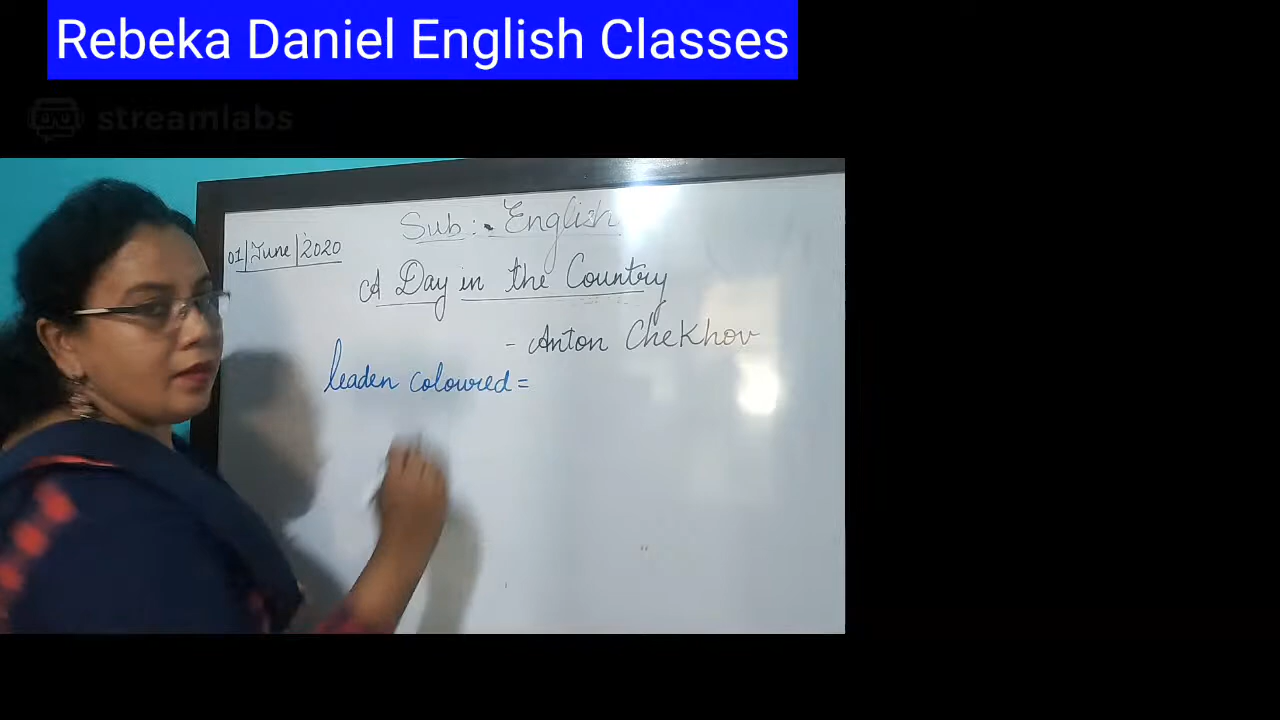 Rebeka Daniel English Classes
streamlabs
Sub:- English
01|June|2020
A Day in the Country
- Anton Chekhov
leaden coloured =